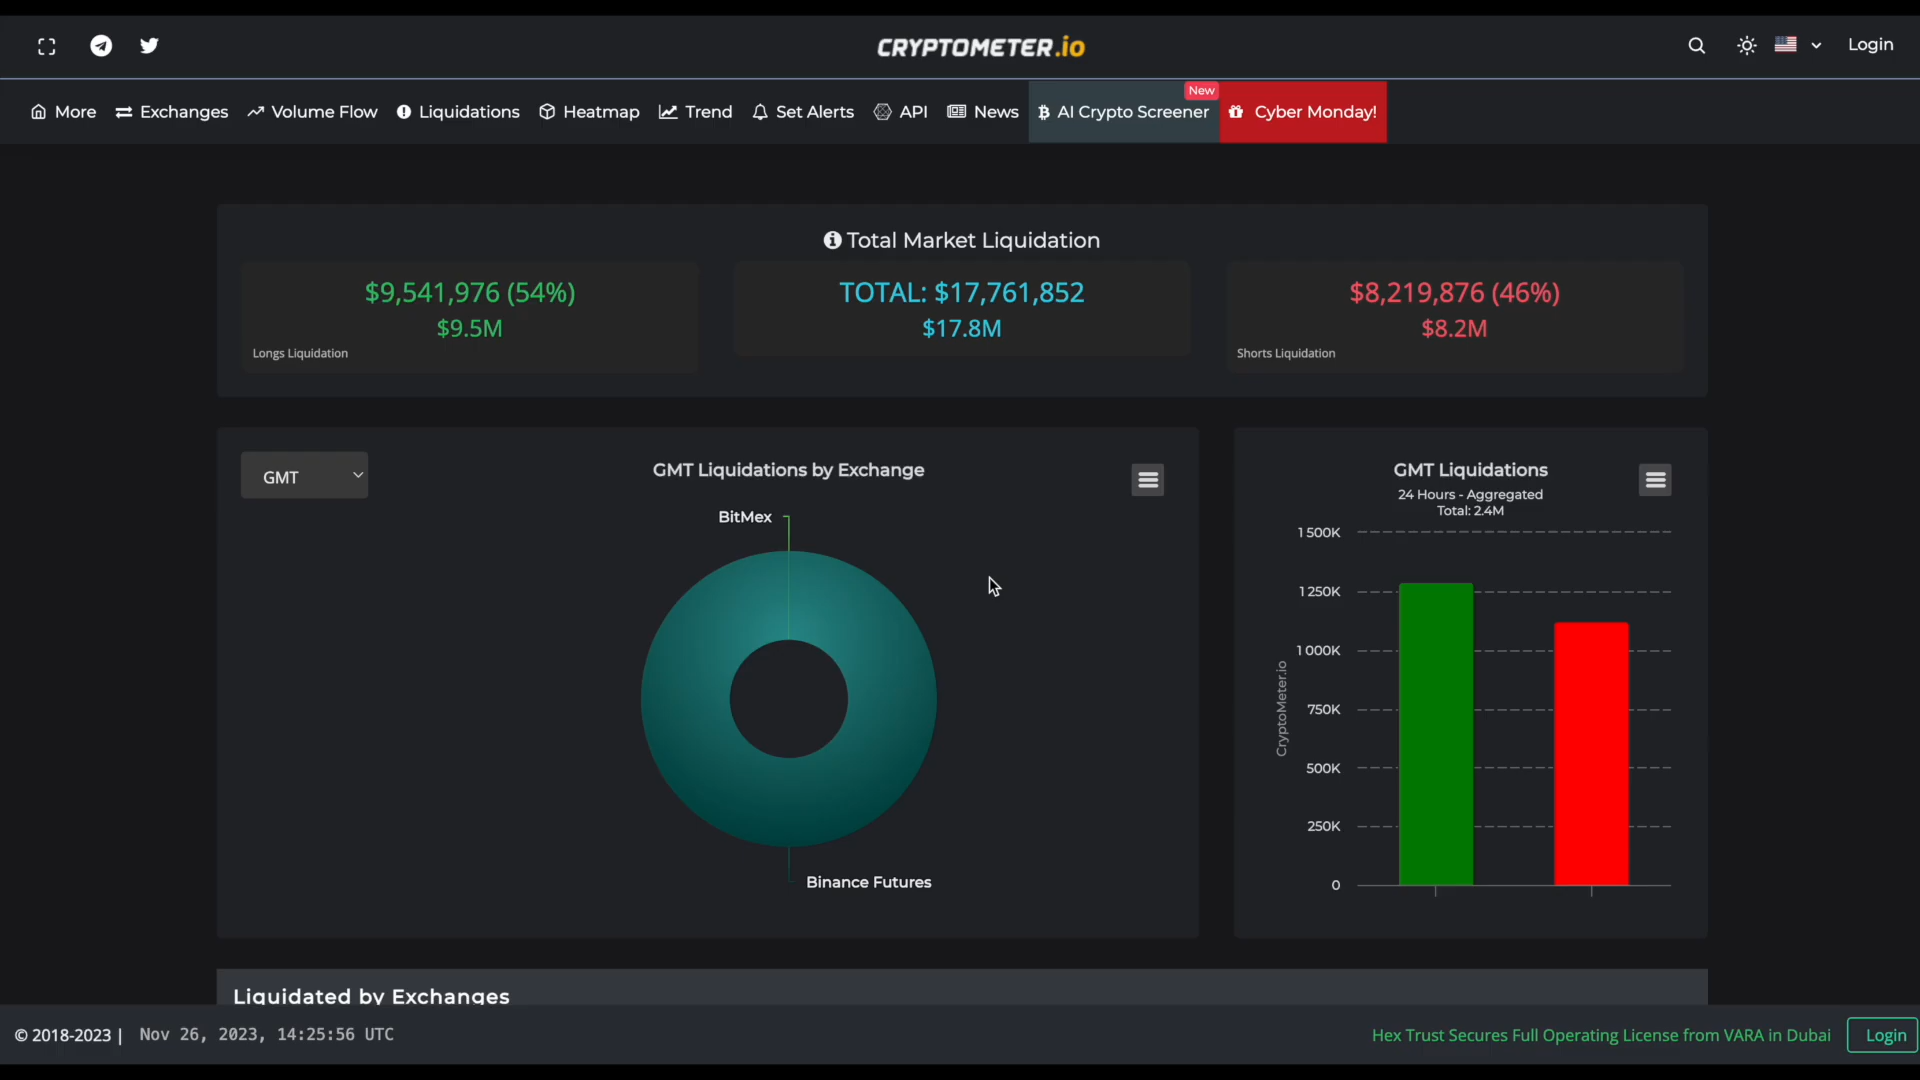 CRYPTOMETER.io
Login
More
Exchanges
Volume Flow
Liquidations
Heatmap
Trend
Set Alerts
API
News
AI Crypto Screener
New
Cyber Monday!
Total Market Liquidation
$9,541,976 (54%)
$9.5M
Longs Liquidation
TOTAL: $17,761,852
$17.8M
$8,219,876 (46%)
$8.2M
Shorts Liquidation
GMT
GMT Liquidations by Exchange
BitMex
Binance Futures
GMT Liquidations
24 Hours - Aggregated
Total: 2.4M
1 500K
1 250K
1 000K
750K
500K
250K
0
CryptoMeter.io
Liquidated by Exchanges
© 2018-2023 | Nov 26, 2023, 14:25:56 UTC
Hex Trust Secures Full Operating License from VARA in Dubai
Login